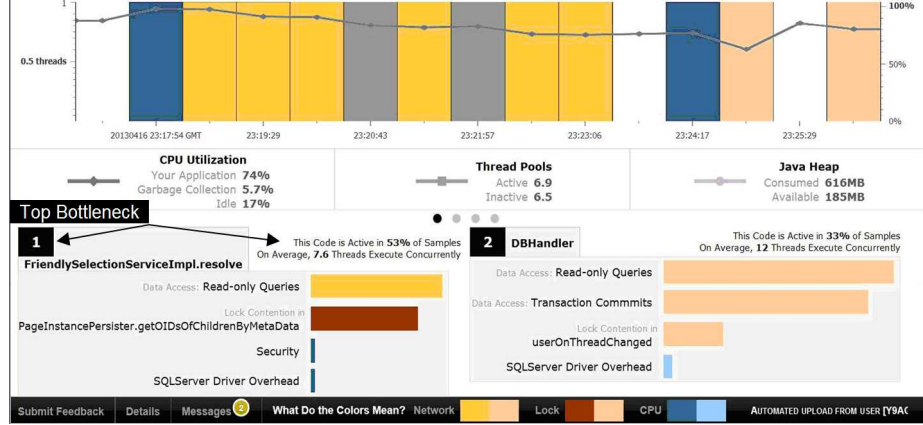 1
100%
0.5 threads
50%
0%
20130416 23:17:54 GMT 23:19:29 23:20:43 23:21:57 23:23:06 23:24:17 23:25:29
CPU Utilization
Your Application 74%
Garbage Collection 5.7%
Idle 17%
Thread Pools
Active 6.9
Inactive 6.5
Java Heap
Consumed 616MB
Available 185MB
Top Bottleneck
1
This Code is Active in 53% of Samples
On Average, 7.6 Threads Execute Concurrently
FriendlySelectionServiceImpl.resolve
Data Access: Read-only Queries
Lock Contention in
PageInstancePersister.getOIDsOfChildrenByMetaData
Security
SQLServer Driver Overhead
2 DBHandler
This Code is Active in 33% of Samples
On Average, 12 Threads Execute Concurrently
Data Access: Read-only Queries
Data Access: Transaction Commmits
Lock Contention in
userOnThreadChanged
SQLServer Driver Overhead
Submit Feedback Details Messages 2 What Do the Colors Mean? Network Lock CPU AUTOMATED UPLOAD FROM USER [Y9AC